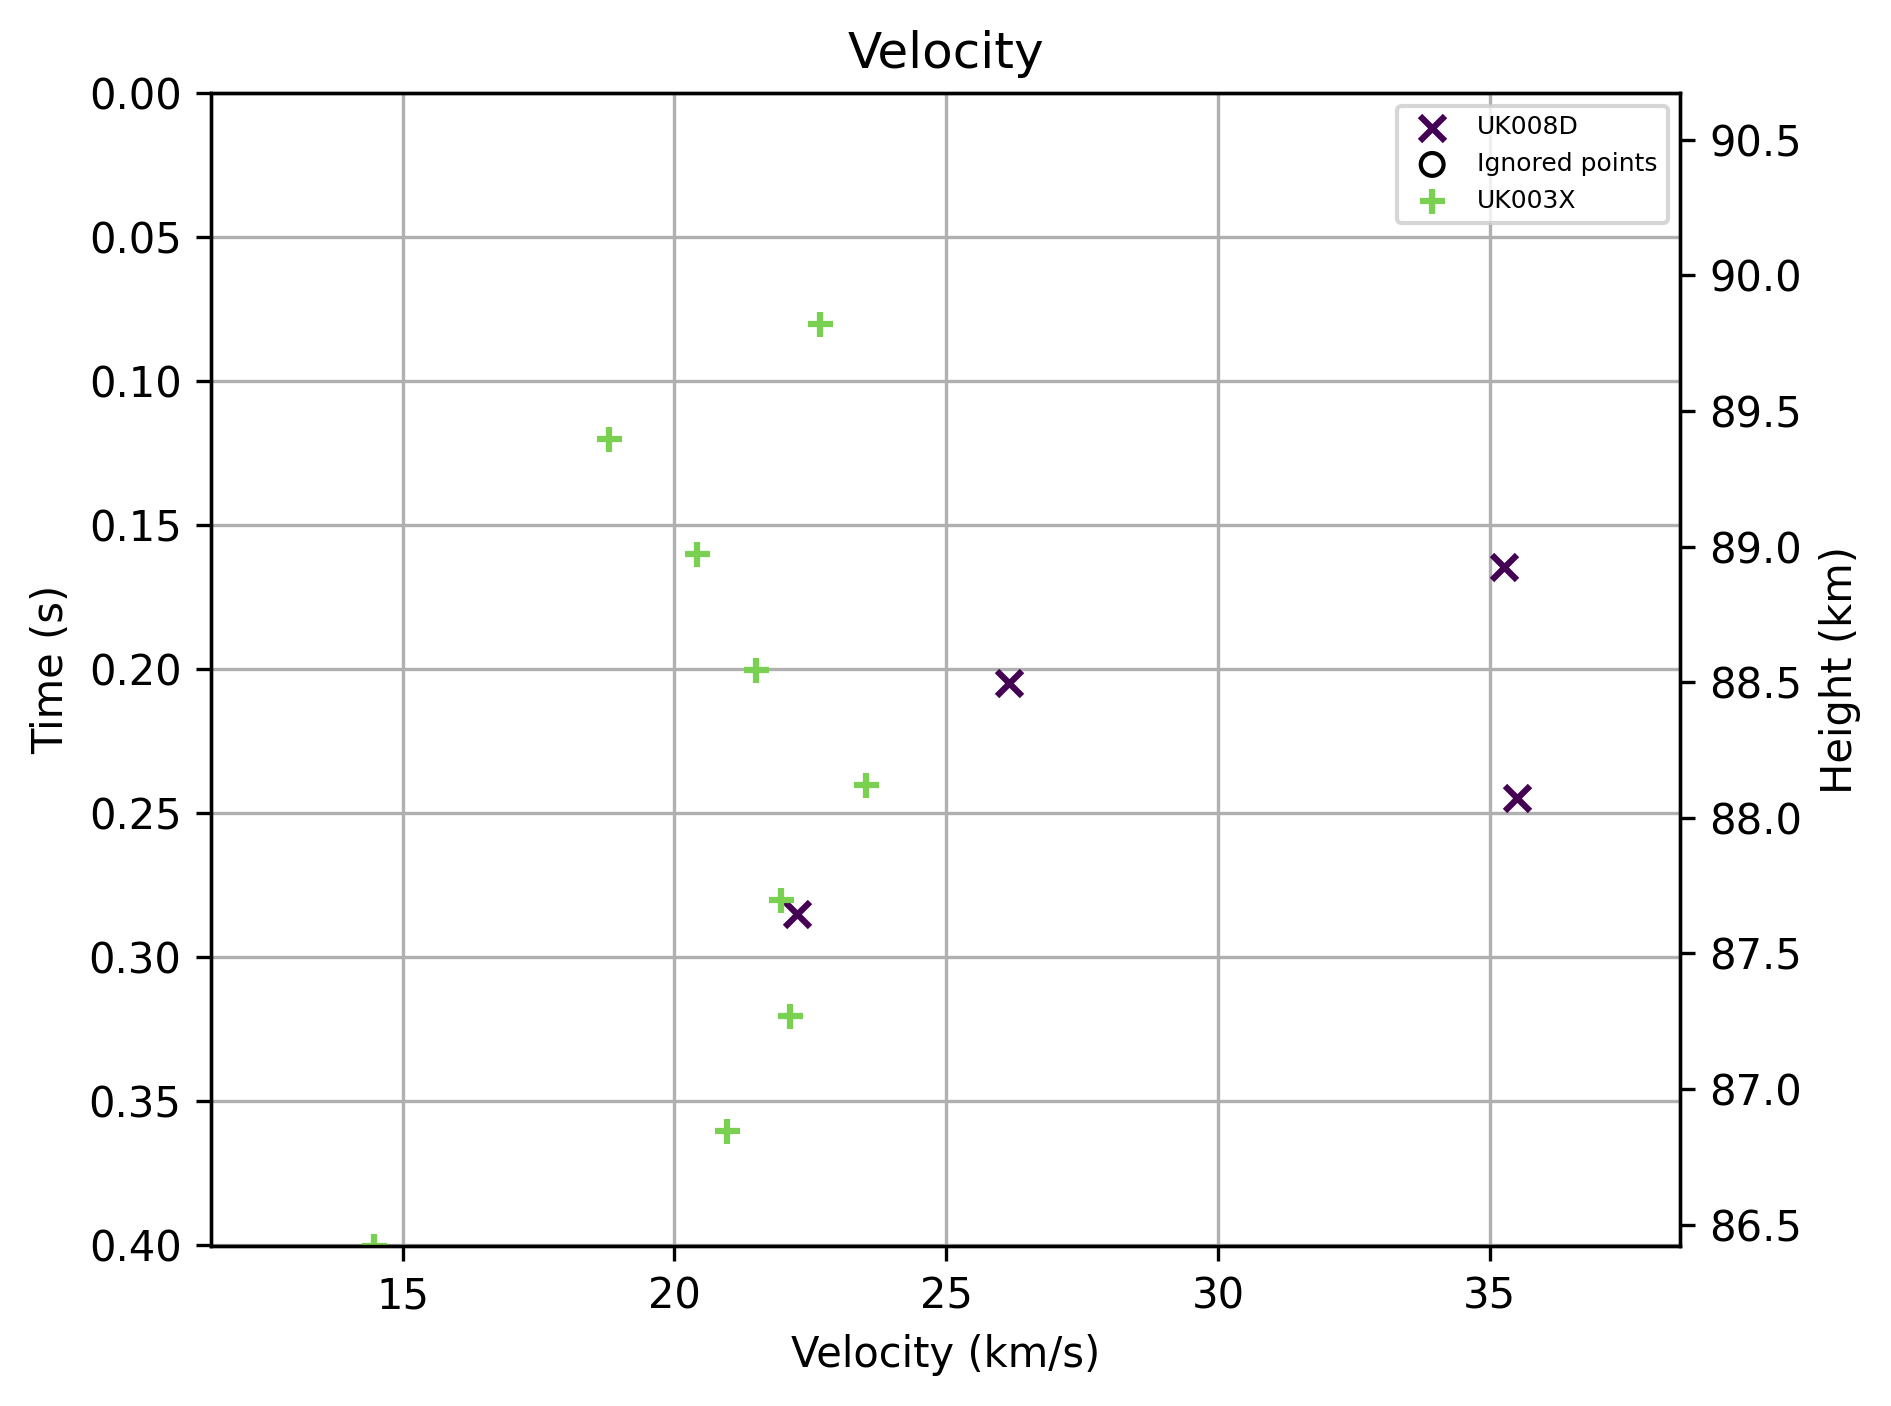 Velocity
UK008D
Ignored points
UK003X
0.00
0.05
0.10
0.15
0.20
0.25
0.30
0.35
0.40
Time (s)
90.5
90.0
89.5
89.0
88.5
88.0
87.5
87.0
86.5
Height (km)
15 20 25 30 35
Velocity (km/s)